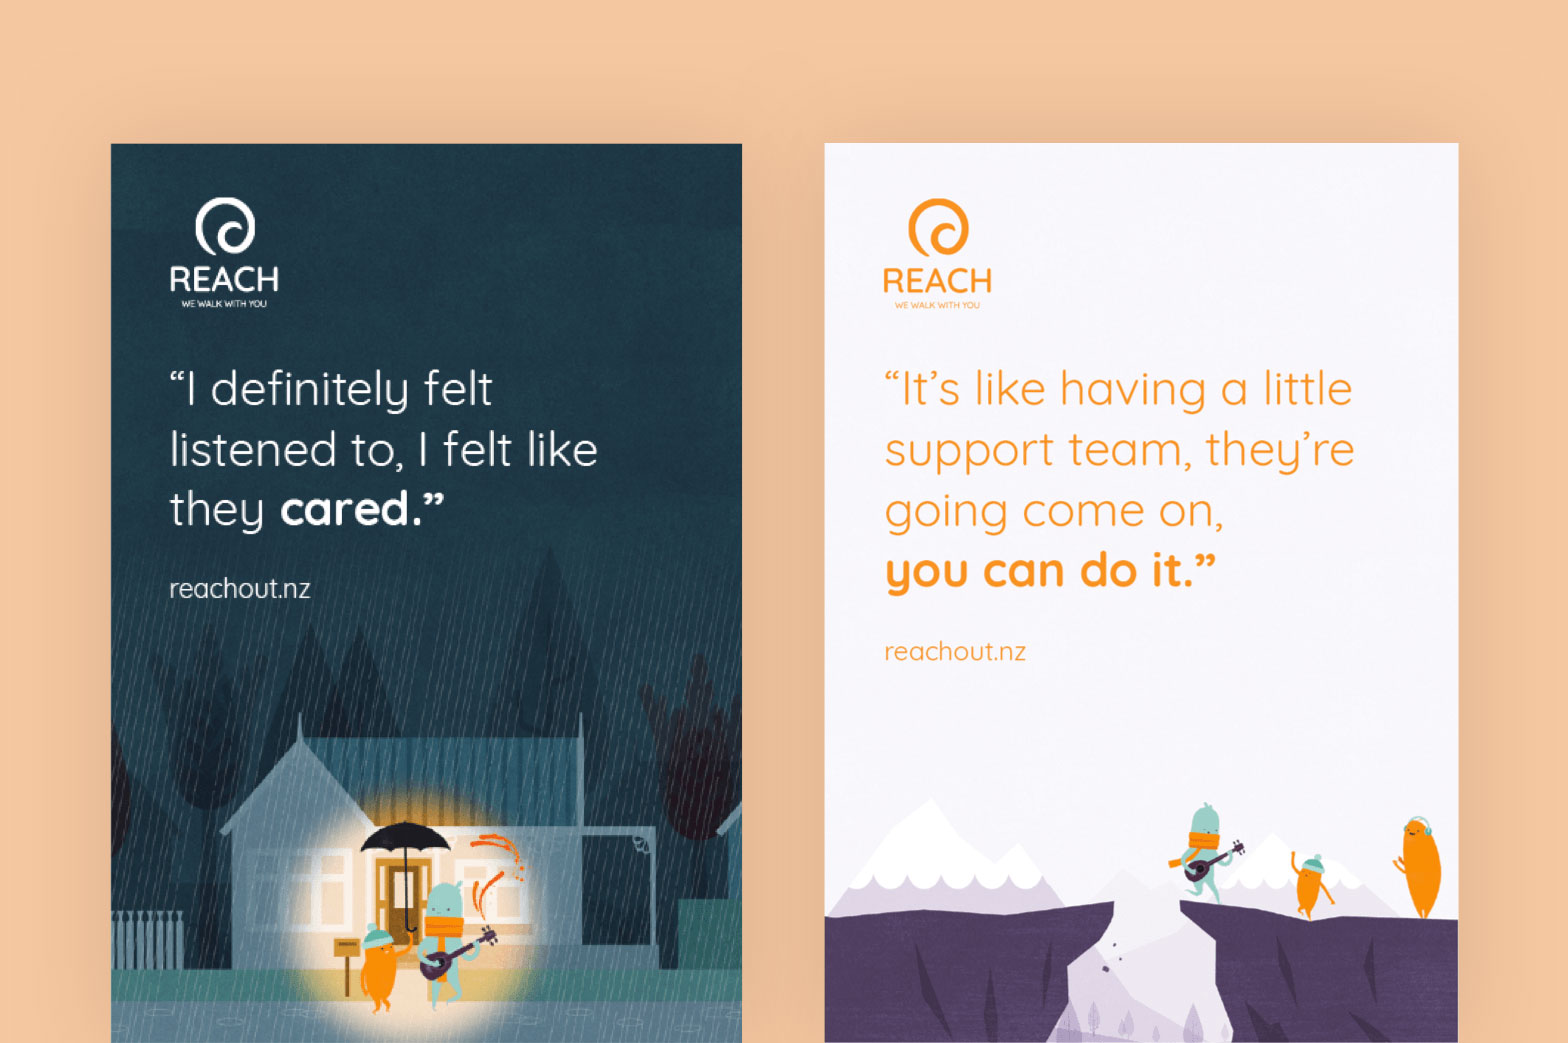 REACH
WE WALK WITH YOU
“I definitely felt
listened to, I felt like
they cared.”
reachout.nz
REACH
WE WALK WITH YOU
“It’s like having a little
support team, they’re
going come on,
you can do it.”
reachout.nz